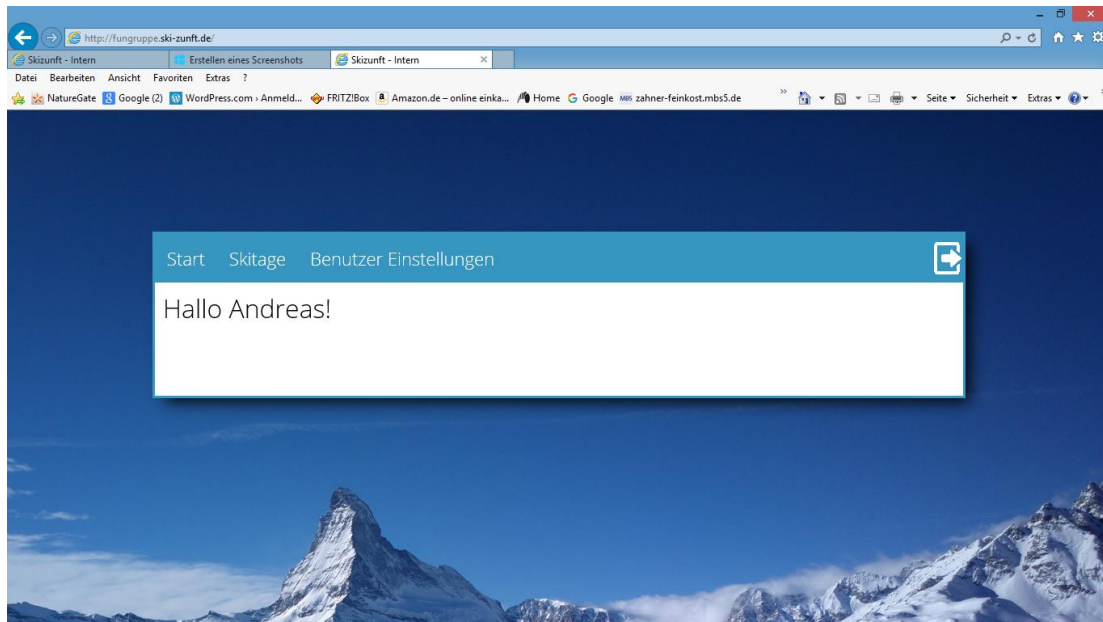 http://fungruppe.ski-zunft.de/
Skizunft - Intern
Erstellen eines Screenshots
Skizunft - Intern
Datei Bearbeiten Ansicht Favoriten Extras ?
NatureGate Google (2) WordPress.com › Anmeld... FRITZ!Box Amazon.de – online einka... Home Google MBS zahner-feinkost.mbs5.de » Seite Sicherheit Extras
Start Skitage Benutzer Einstellungen
Hallo Andreas!